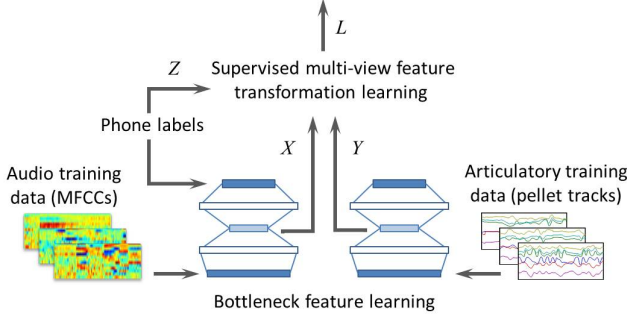 L
Z
Supervised multi-view feature
transformation learning
Phone labels
X
Y
Audio training
data (MFCCs)
Articulatory training
data (pellet tracks)
Bottleneck feature learning